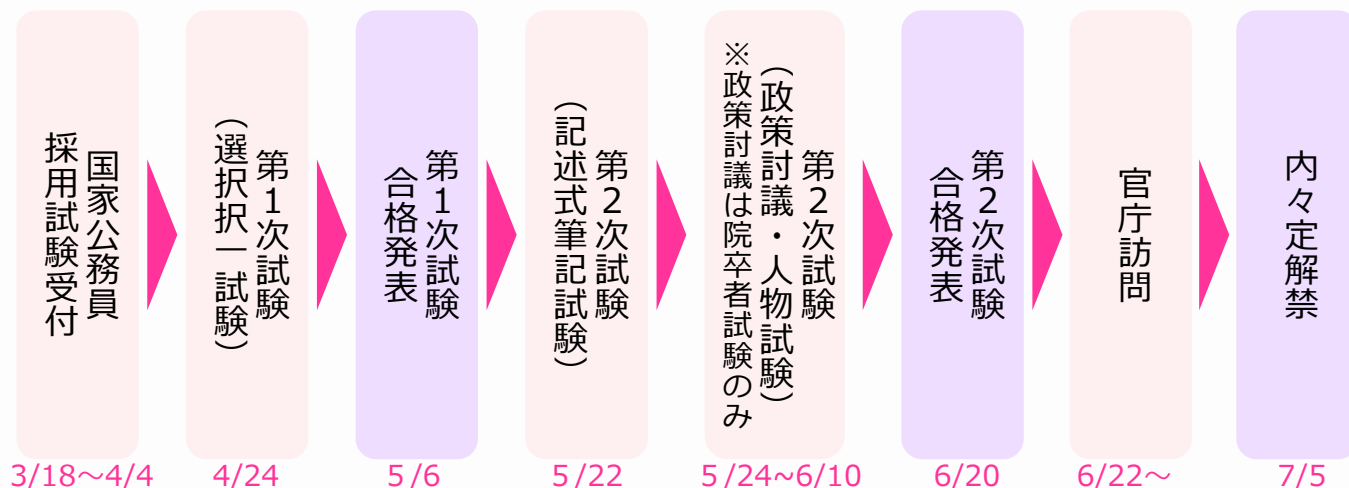 国家公務員
採用試験受付
3/18～4/4
第１次試験
（選択択一試験）
4/24
第１次試験
合格発表
5/6
第２次試験
（記述式筆記試験）
5/22
第２次試験
（政策討議・人物試験）
※政策討議は院卒者試験のみ
5/24~6/10
第２次試験
合格発表
6/20
官庁訪問
6/22～
内々定解禁
7/5